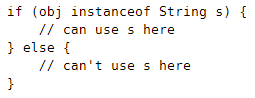 if (obj instanceof String s) {
    // can use s here
} else {
    // can't use s here
}